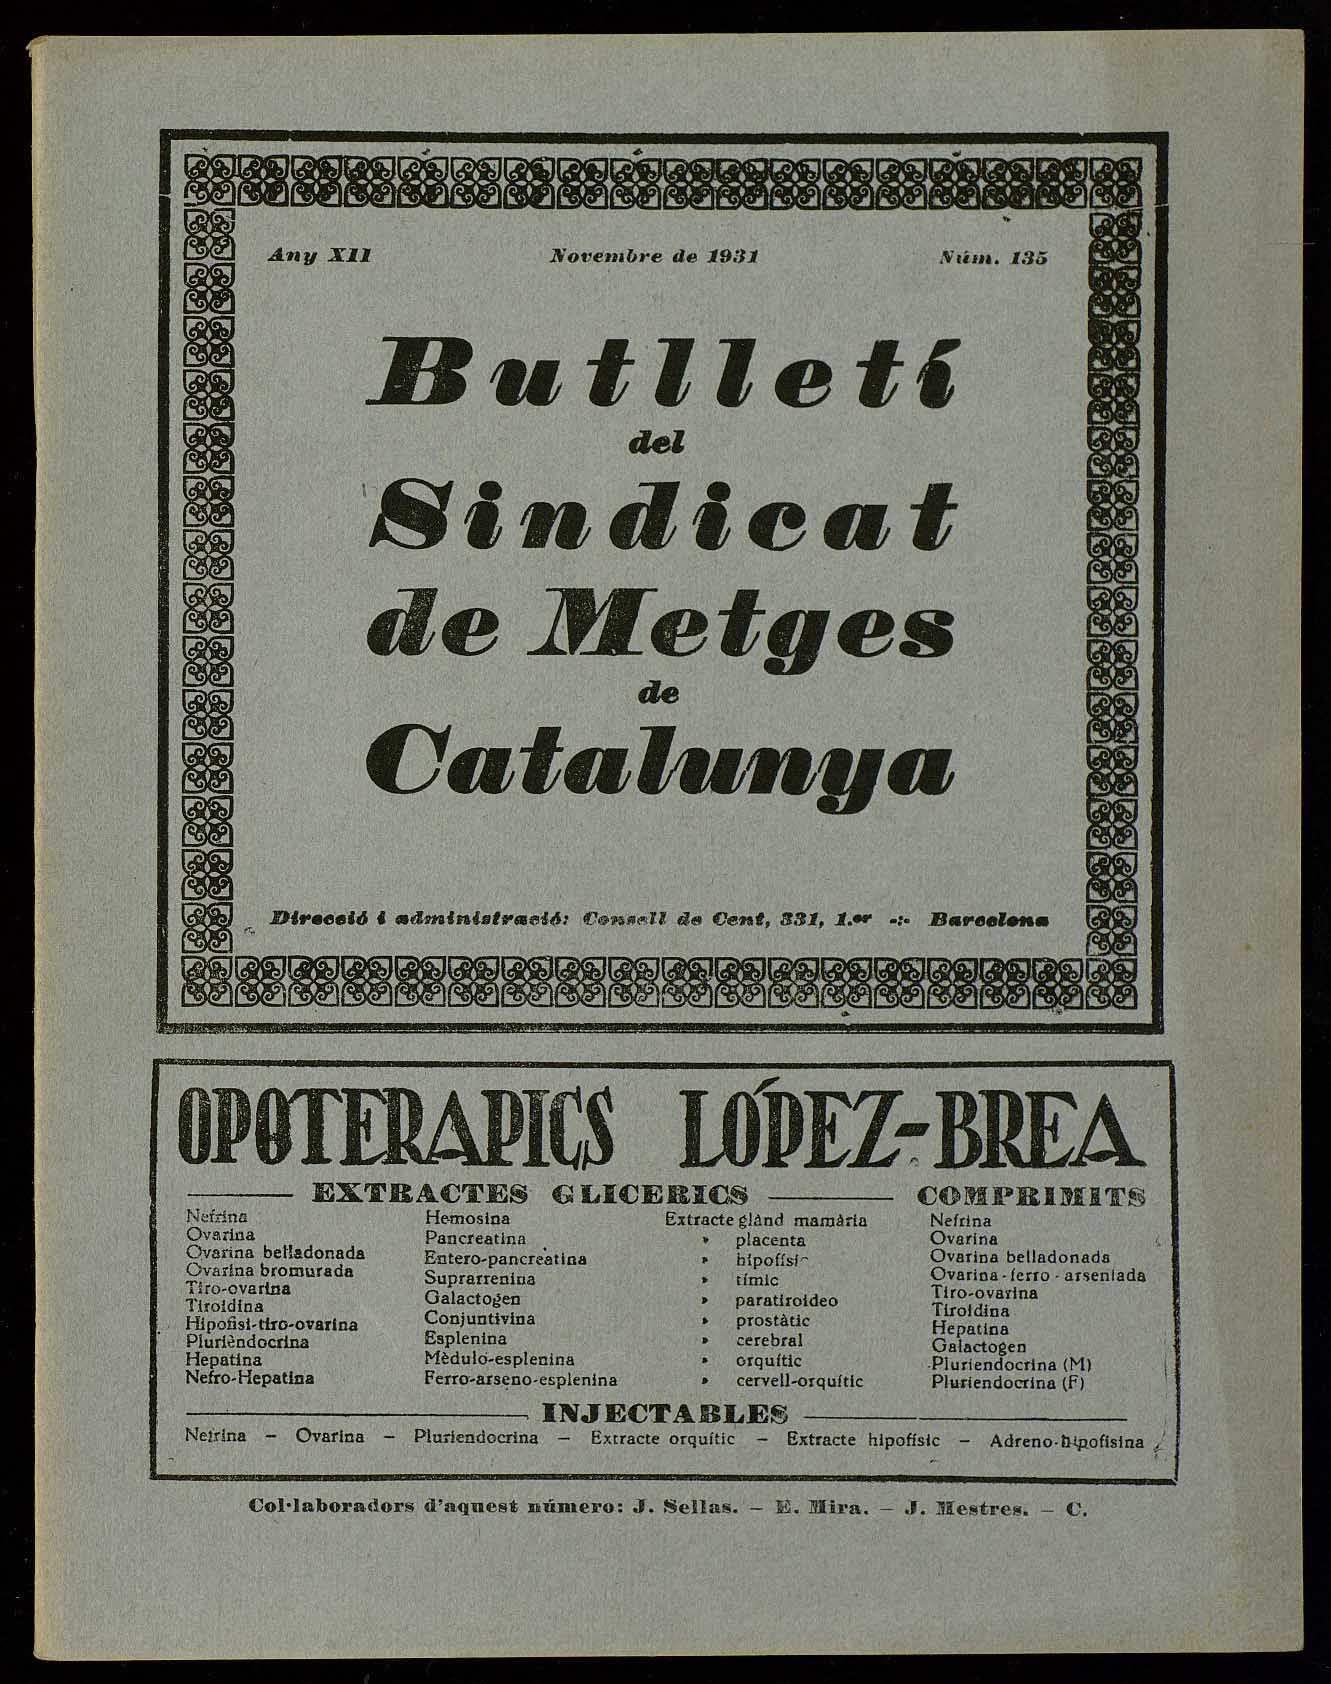 Any XII Novembre de 1931 Núm. 135
Butlletí
del
Sindicat
de Metges
de
Catalunya
Direcció i administració: Consell de Cent, 331, 1.er -:- Barcelona
OPOTERAPICS LÓPEZ-BREA
EXTRACTES GLICERICS
Nefrina
Ovarina
Ovarina belladonada
Ovarina bromurada
Tiro-ovarina
Tiroidina
Hipofisi-tiro-ovarina
Plurièndocrina
Hepatina
Nefro-Hepatina
Hemosina
Pancreatina
Entero-pancreàtina
Suprarrenina
Galactogen
Conjuntivina
Esplenina
Mèdulo-esplenina
Ferro-arseno-esplenina
Extracte glànd mamària
» placenta
» hipofísic
» tímic
» paratiroideo
» prostàtic
» cerebral
» orquític
» cervell-orquític
COMPRIMITS
Nefrina
Ovarina
Ovarina belladonada
Ovarina-ferro-arseniada
Tiro-ovarina
Tiroidina
Hepatina
Galactogen
Pluriendocrina (M)
Pluriendocrina (F)
INJECTABLES
Nefrina — Ovarina — Pluriendocrina — Extracte orquític — Extracte hipofísic — Adreno-hipofisina
Col·laboradors d'aquest número: J. Sellas. — E. Mira. — J. Mestres. — C.